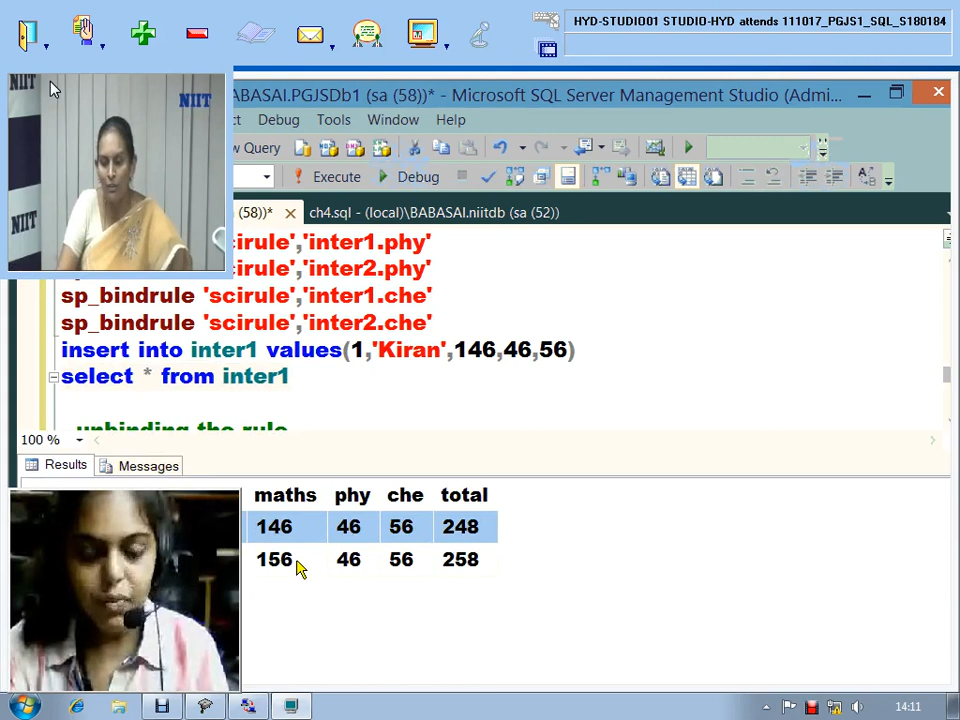 HYD-STUDIO01 STUDIO-HYD attends 111017_PGJS1_SQL_S180184
NIIT
NIIT
NIIT
ABASAI.PGJSDb1 (sa (58))* - Microsoft SQL Server Management Studio (Admi...
Debug Tools Window Help
w Query
Execute Debug
(58))* ch4.sql - (local)\BABASAI.niitdb (sa (52))
cirule','inter1.phy'
cirule','inter2.phy'
sp_bindrule 'scirule','inter1.che'
sp_bindrule 'scirule','inter2.che'
insert into inter1 values(1,'Kiran',146,46,56)
select * from inter1
unbinding the rule
100 %
Results Messages
maths phy che total
146 46 56 248
156 46 56 258
14:11